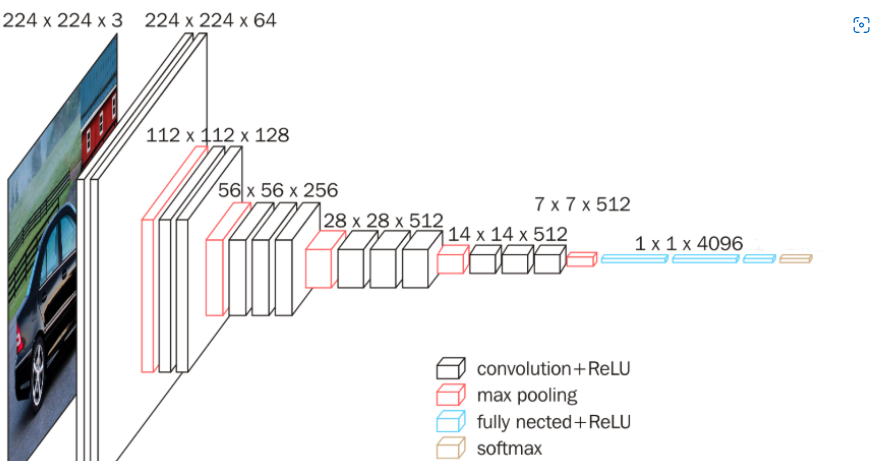 224 x 224 x 3
224 x 224 x 64
112 x 112 x 128
56 x 56 x 256
28 x 28 x 512
14 x 14 x 512
7 x 7 x 512
1 x 1 x 4096
convolution+ReLU
max pooling
fully nected+ReLU
softmax